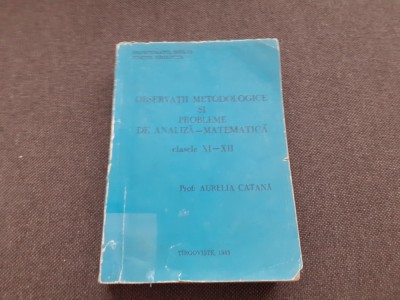 OBSERVAȚII METODOLOGICE
ȘI
PROBLEME
DE ANALIZĂ-MATEMATICĂ
clasele XI-XII
Prof. AURELIA CATANĂ
TÎRGOVIȘTE,